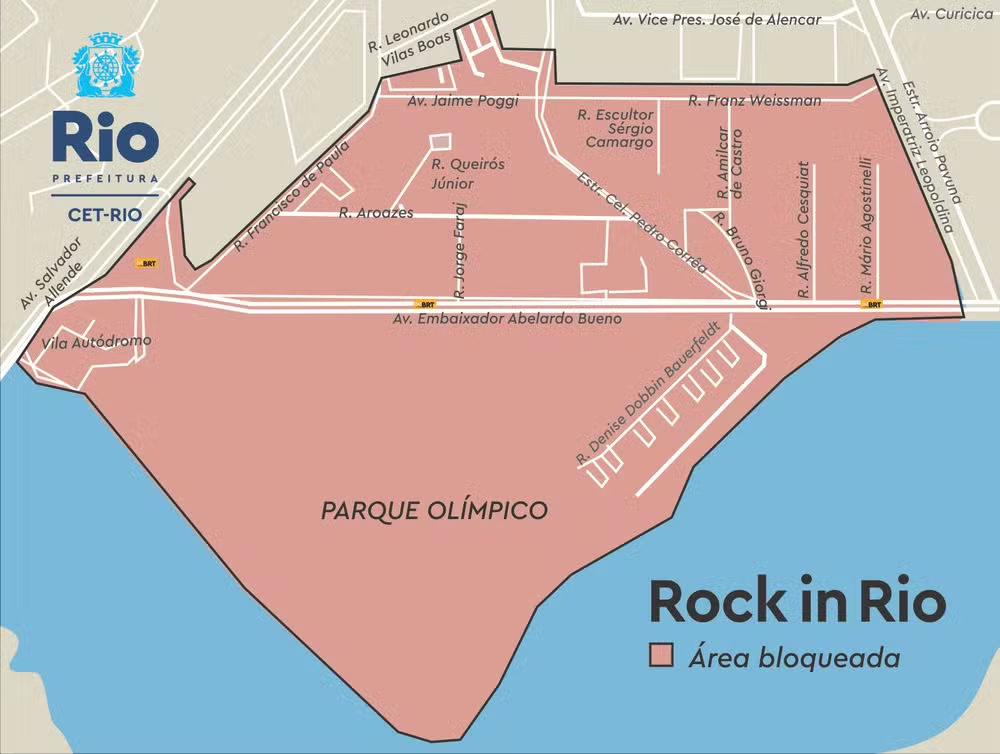 R. Leonardo
Vilas Boas
Av. Vice Pres. José de Alencar
Av. Curicica
Rio
PREFEITURA
CET-RIO
Av. Jaime Poggi
R. Franz Weissman
R. Escultor
Sérgio
Camargo
R. Amilcar
de Castro
Av. Imperatriz Leopoldina
Estr. Arroio Pavuna
R. Francisco de Paula
R. Queirós
Júnior
Estr. Cel. Pedro Corrêa
R. Alfredo Cesquiat
R. Mário Agostinelli
R. Aroazes
R. Jorge Faraj
R. Bruno Giorgi
Av. Salvador
Allende
BRT
BRT
BRT
Av. Embaixador Abelardo Bueno
Vila Autódromo
R. Denise Dobbin Bauerfeldt
PARQUE OLÍMPICO
Rock in Rio
Área bloqueada